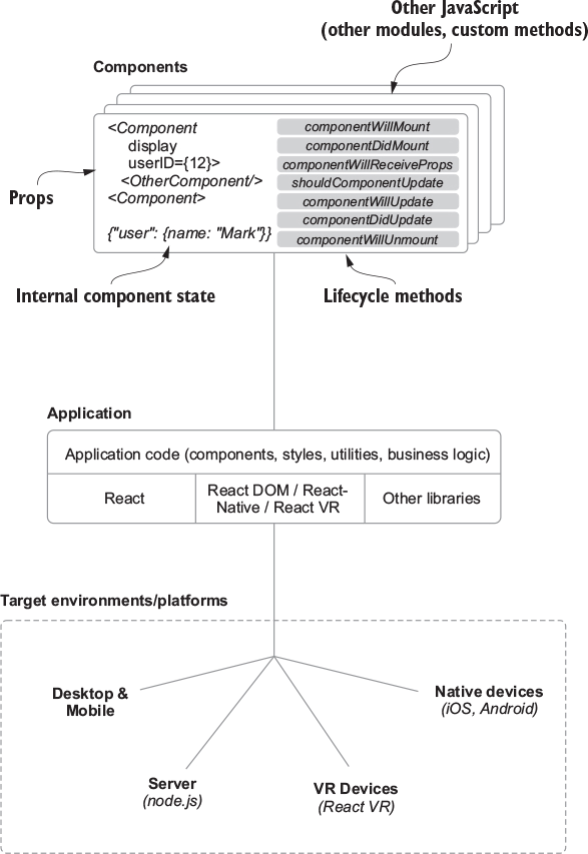 Other JavaScript
(other modules, custom methods)
Components
<Component
display
userID={12}>
<OtherComponent/>
<Component>
{"user": {name: "Mark"}}
componentWillMount
componentDidMount
componentWillReceiveProps
shouldComponentUpdate
componentWillUpdate
componentDidUpdate
componentWillUnmount
Props
Internal component state
Lifecycle methods
Application
Application code (components, styles, utilities, business logic)
React
React DOM / React-
Native / React VR
Other libraries
Target environments/platforms
Desktop &
Mobile
Native devices
(iOS, Android)
Server
(node.js)
VR Devices
(React VR)